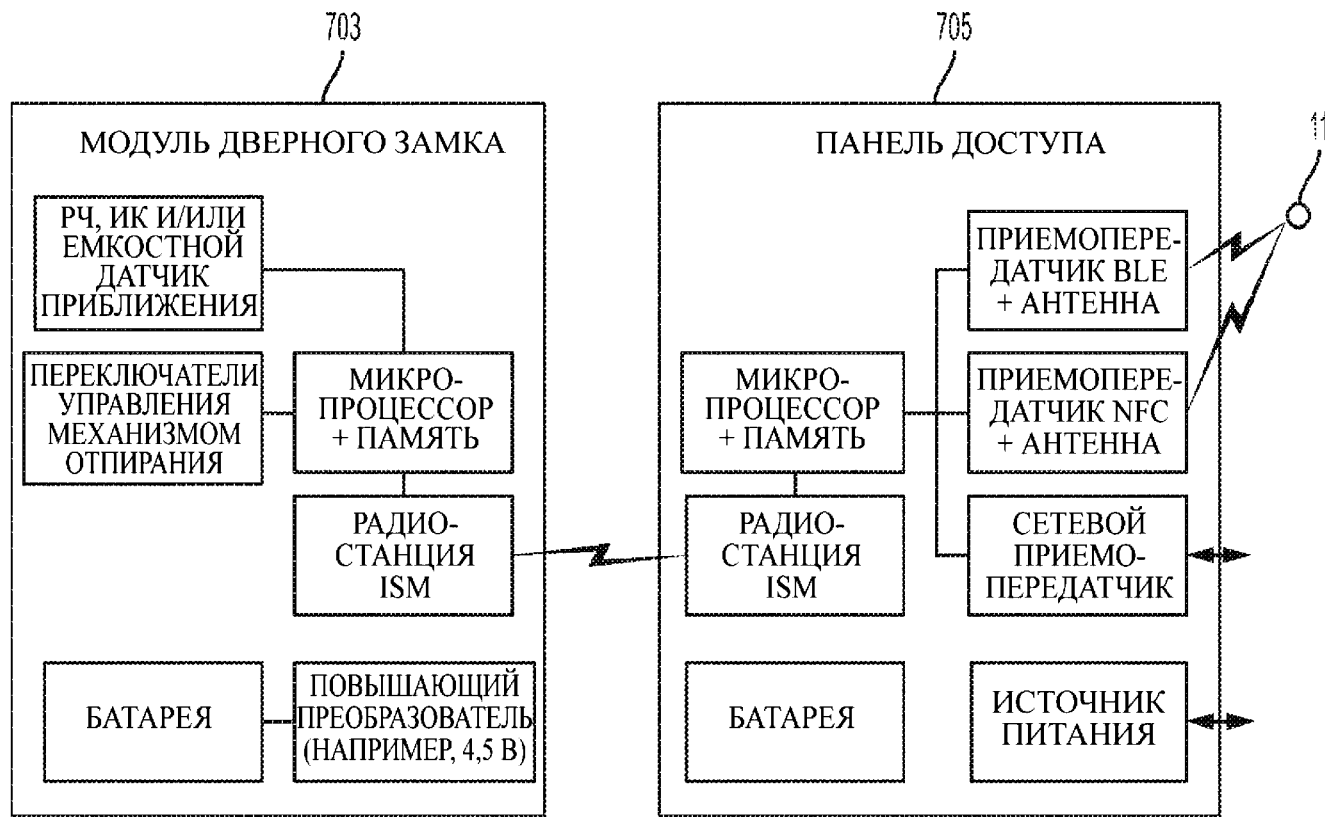 703
705
11
МОДУЛЬ ДВЕРНОГО ЗАМКА
РЧ, ИК И/ИЛИ
ЕМКОСТНОЙ
ДАТЧИК
ПРИБЛИЖЕНИЯ
ПЕРЕКЛЮЧАТЕЛИ
УПРАВЛЕНИЯ
МЕХАНИЗМОМ
ОТПИРАНИЯ
МИКРО-
ПРОЦЕССОР
+ ПАМЯТЬ
РАДИО-
СТАНЦИЯ
ISM
БАТАРЕЯ
ПОВЫШАЮЩИЙ
ПРЕОБРАЗОВАТЕЛЬ
(НАПРИМЕР, 4,5 В)
ПАНЕЛЬ ДОСТУПА
ПРИЕМОПЕРЕ-
ДАТЧИК BLE
+ АНТЕННА
МИКРО-
ПРОЦЕССОР
+ ПАМЯТЬ
ПРИЕМОПЕРЕ-
ДАТЧИК NFC
+ АНТЕННА
РАДИО-
СТАНЦИЯ
ISM
СЕТЕВОЙ
ПРИЕМО-
ПЕРЕДАТЧИК
БАТАРЕЯ
ИСТОЧНИК
ПИТАНИЯ